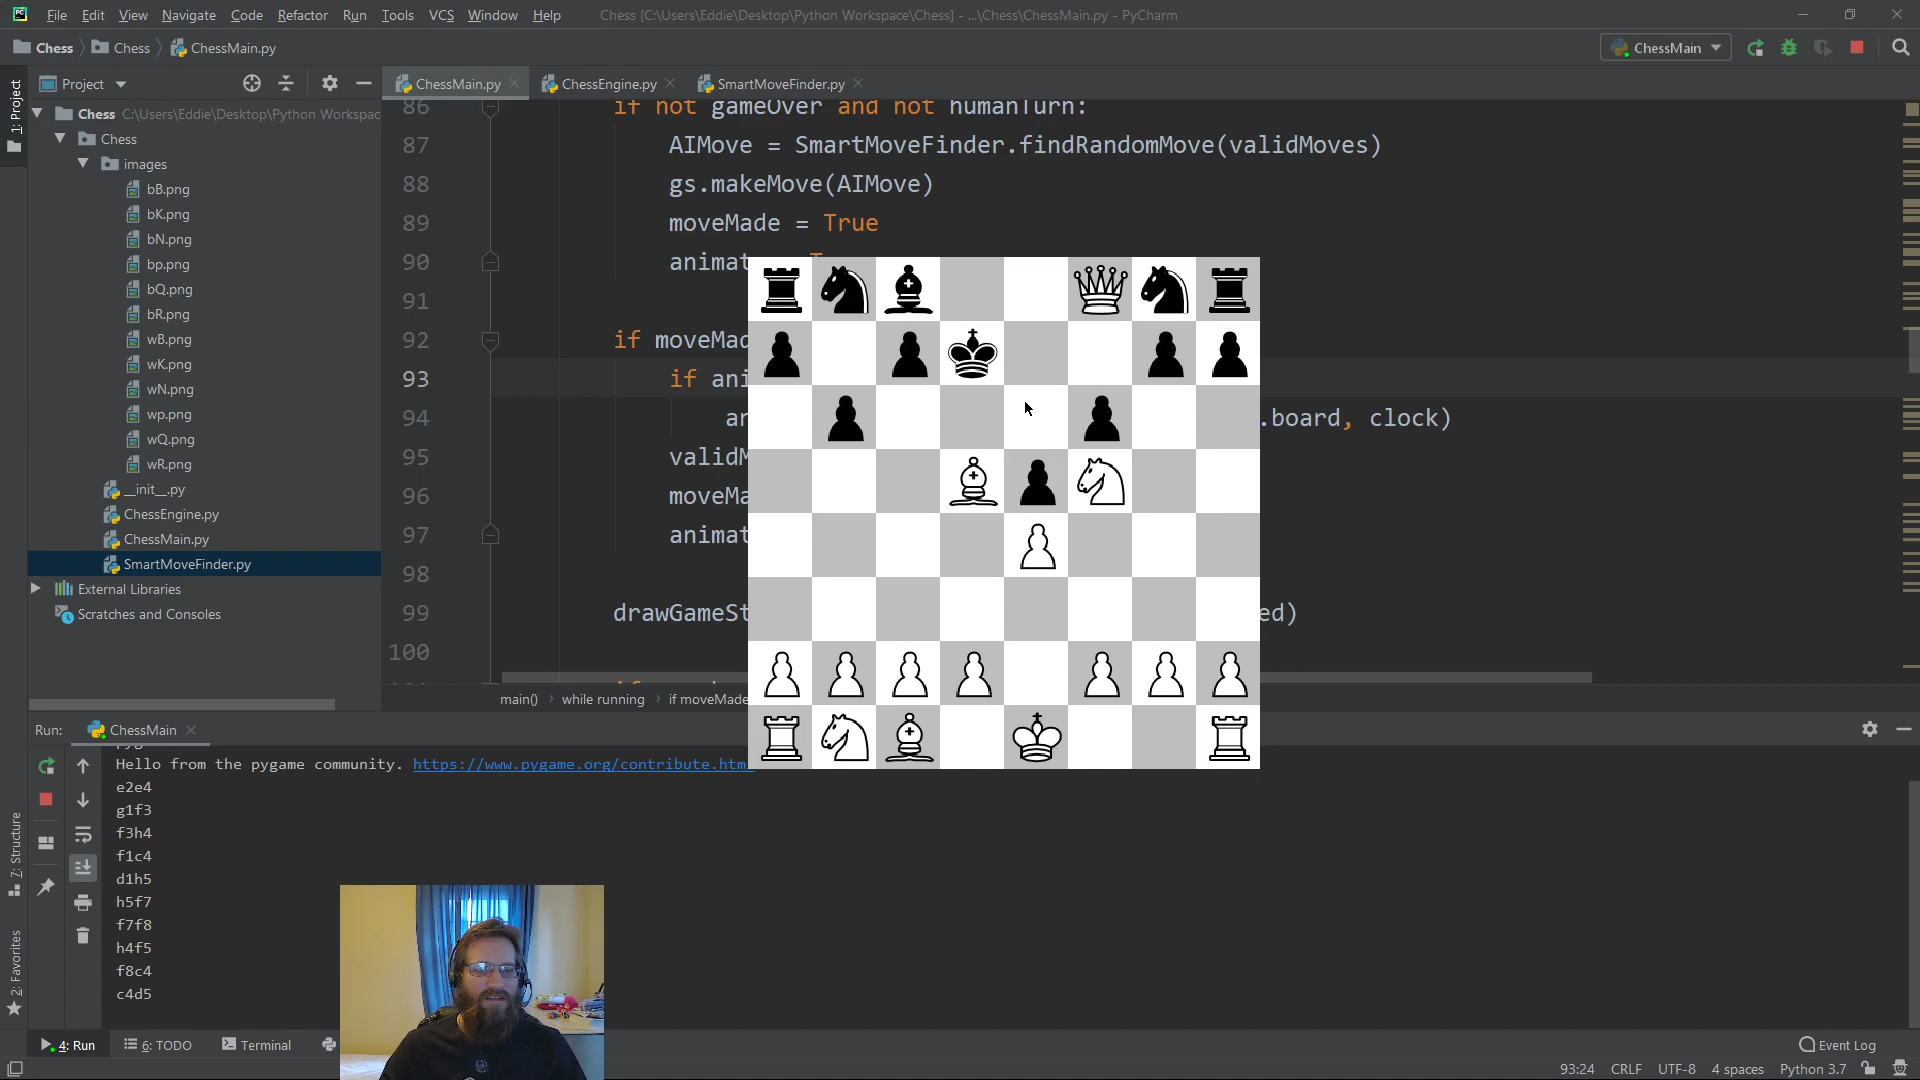 File Edit View Navigate Code Refactor Run Tools VCS Window Help Chess [C:\Users\Eddie\Desktop\Python Workspace\Chess] - ...\Chess\ChessMain.py - PyCharm
Chess Chess ChessMain.py ChessMain
Project ChessMain.py ChessEngine.py SmartMoveFinder.py
1: Project
Chess C:\Users\Eddie\Desktop\Python Workspac
Chess
images
bB.png
bK.png
bN.png
bp.png
bQ.png
bR.png
wB.png
wK.png
wN.png
wp.png
wQ.png
wR.png
__init__.py
ChessEngine.py
ChessMain.py
SmartMoveFinder.py
External Libraries
Scratches and Consoles
86 if not gameOver and not humanTurn:
87 AIMove = SmartMoveFinder.findRandomMove(validMoves)
88 gs.makeMove(AIMove)
89 moveMade = True
90 animat
91
92 if moveMad
93 if ani
94 an .board, clock)
95 validM
96 moveMa
97 animat
98
99 drawGameSt ed)
100
main() while running if moveMade
Run: ChessMain
Hello from the pygame community. https://www.pygame.org/contribute.htm
e2e4
g1f3
f3h4
f1c4
d1h5
h5f7
f7f8
h4f5
f8c4
c4d5
7: Structure
2: Favorites
4: Run 6: TODO Terminal Event Log
93:24 CRLF UTF-8 4 spaces Python 3.7